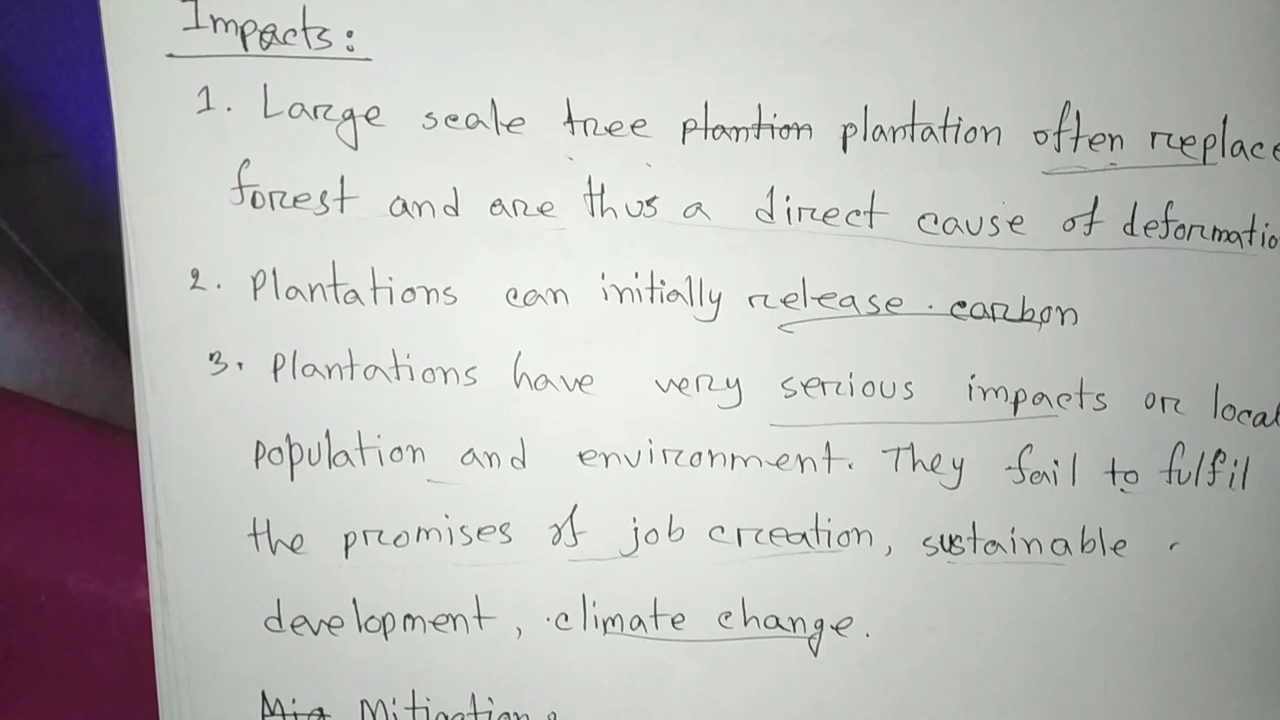 Impacts:
1. Large scale tree plantion plantation often replace
forest and are thus a direct cause of deformatio
2. Plantations can initially release carbon
3. Plantations have very serious impacts or local
population and environment. They fail to fulfil
the promises of job creation, sustainable
development, climate change.
Mig Mitigation: